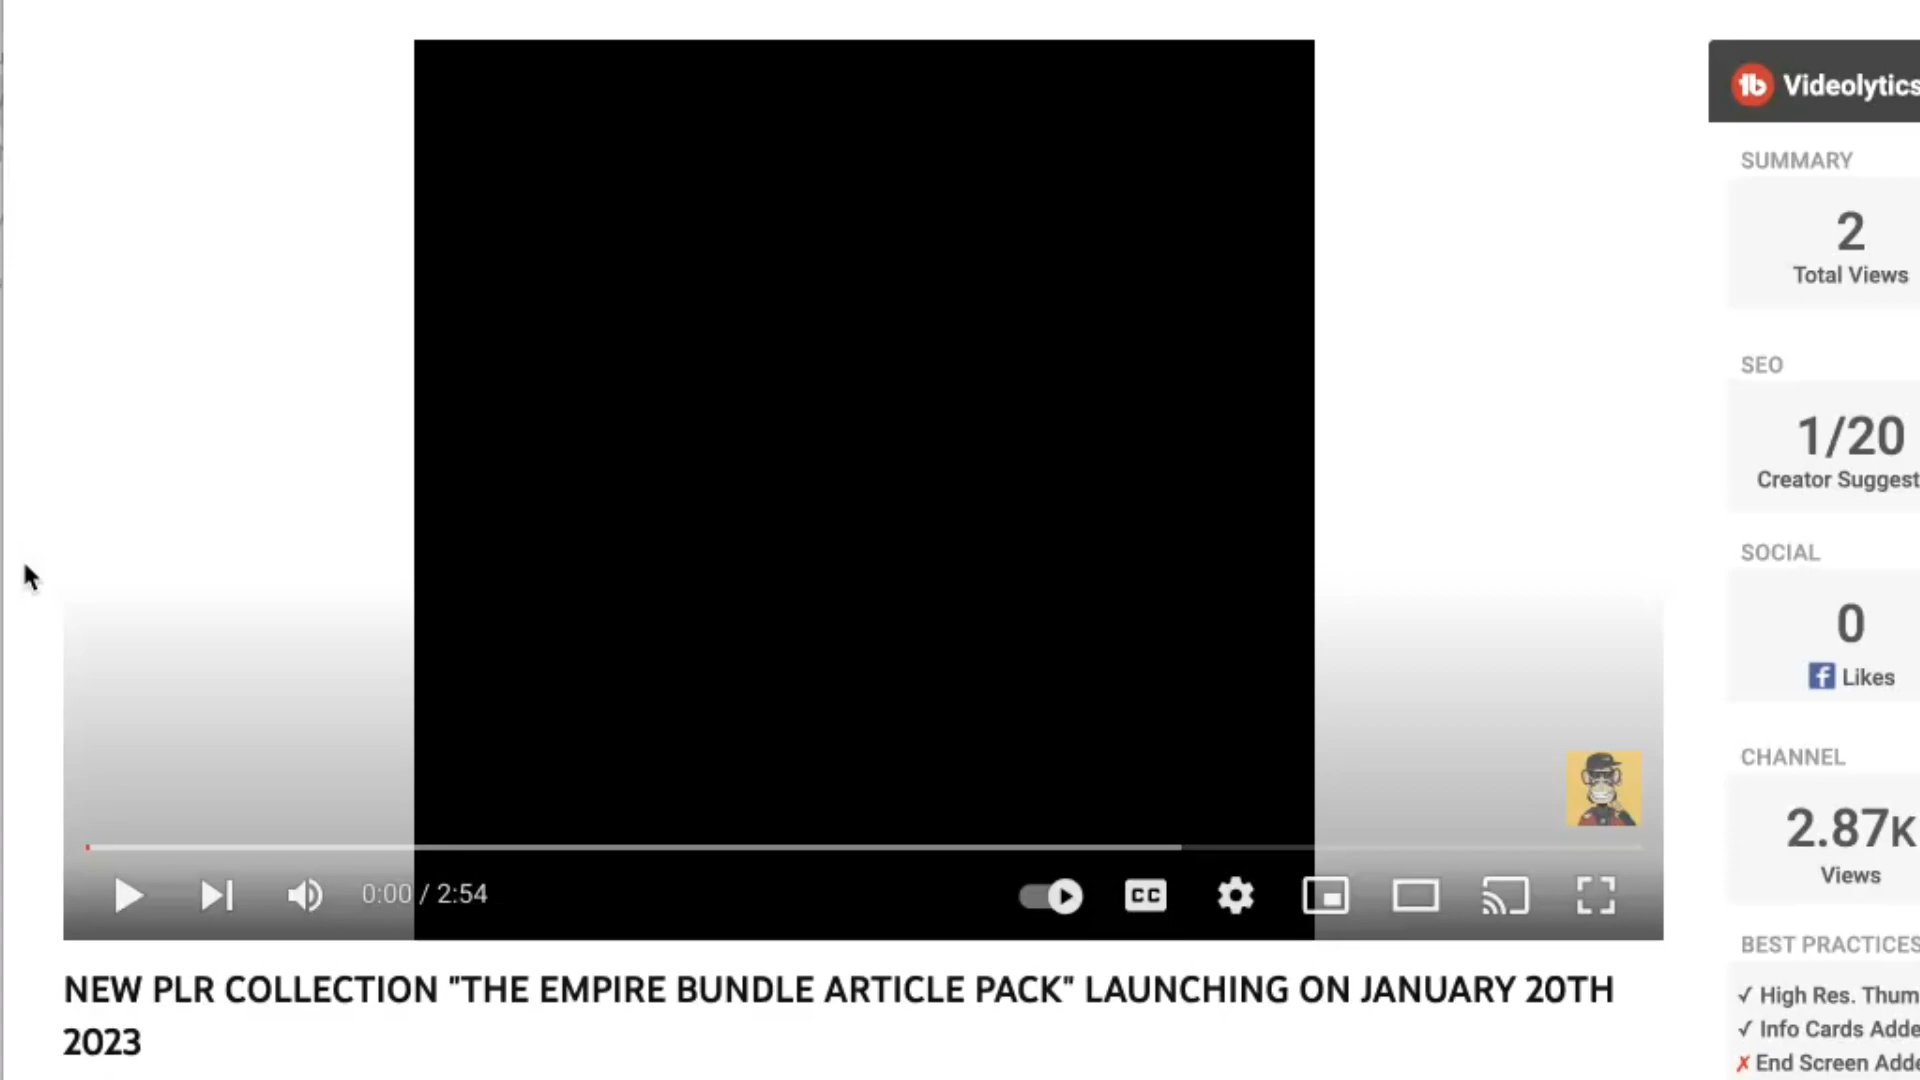 Videolytics
SUMMARY
2
Total Views
SEO
1/20
Creator Suggest
SOCIAL
0
Likes
CHANNEL
2.87K
Views
BEST PRACTICES
✓ High Res. Thum
✓ Info Cards Adde
✗ End Screen Adde
0:00 / 2:54
CC
NEW PLR COLLECTION "THE EMPIRE BUNDLE ARTICLE PACK" LAUNCHING ON JANUARY 20TH
2023